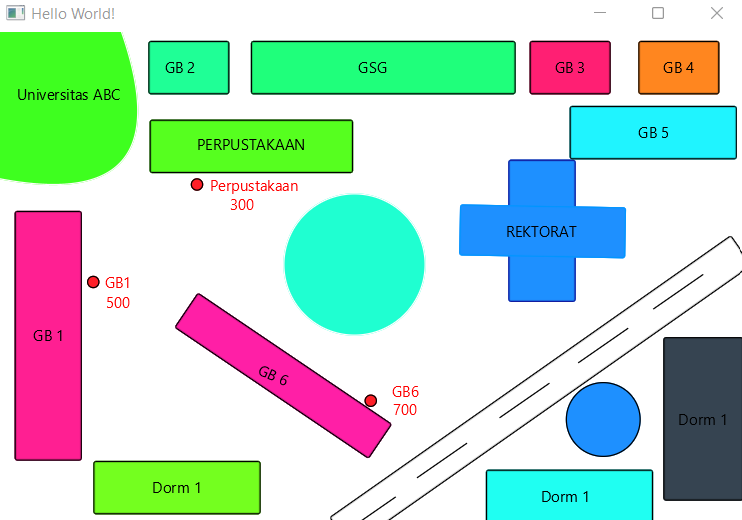 Hello World!
Universitas ABC
GB 2
GSG
GB 3
GB 4
GB 5
PERPUSTAKAAN
Perpustakaan
300
REKTORAT
GB1
500
GB 1
GB 6
GB6
700
Dorm 1
Dorm 1
Dorm 1